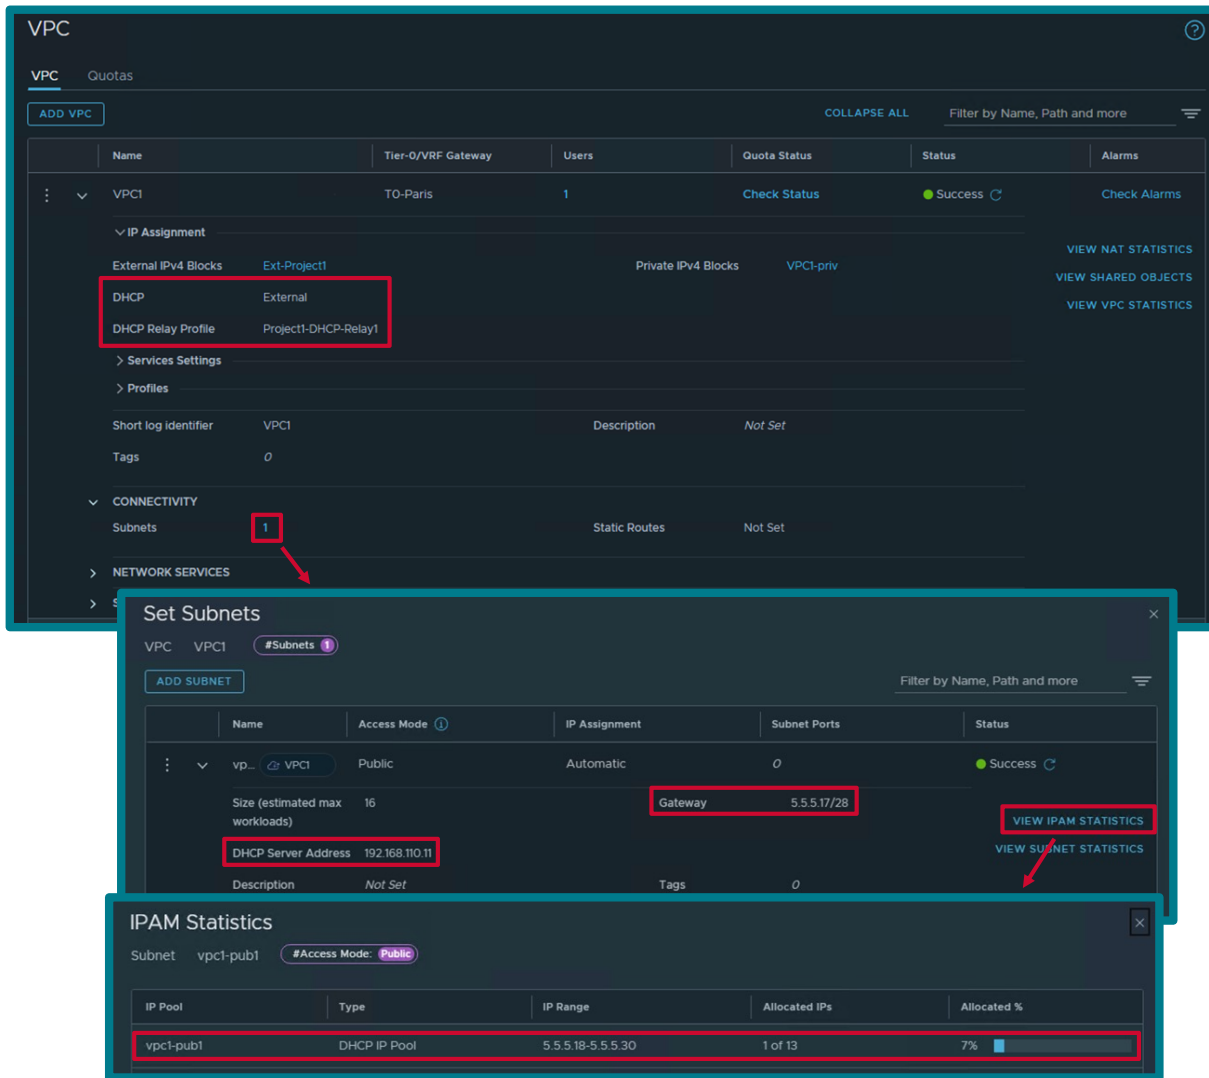 VPC
?
VPC Quotas
ADD VPC COLLAPSE ALL Filter by Name, Path and more
Name Tier-0/VRF Gateway Users Quota Status Status Alarms
VPC1 T0-Paris 1 Check Status Success Check Alarms
IP Assignment
VIEW NAT STATISTICS
External IPv4 Blocks Ext-Project1 Private IPv4 Blocks VPC1-priv
VIEW SHARED OBJECTS
DHCP External
VIEW VPC STATISTICS
DHCP Relay Profile Project1-DHCP-Relay1
Services Settings
Profiles
Short log identifier VPC1 Description Not Set
Tags 0
CONNECTIVITY
Subnets 1 Static Routes Not Set
NETWORK SERVICES
Set Subnets
VPC VPC1 #Subnets 1
ADD SUBNET Filter by Name, Path and more
Name Access Mode Subnet IP Assignment Subnet Ports Status
vp... VPC1 Public Automatic 0 Success
Size (estimated max workloads) 16 Gateway 5.5.5.17/28
VIEW IPAM STATISTICS
DHCP Server Address 192.168.110.11 VIEW SUBNET STATISTICS
Description Not Set Tags 0
IPAM Statistics
Subnet vpc1-pub1 #Access Mode: Public
IP Pool Type IP Range Allocated IPs Allocated %
vpc1-pub1 DHCP IP Pool 5.5.5.18-5.5.5.30 1 of 13 7%